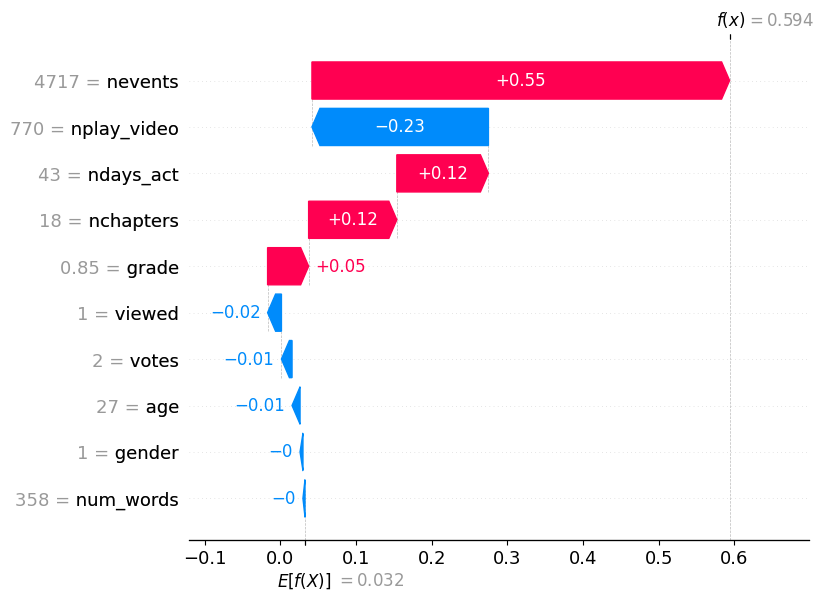 f(x) = 0.594
4717 = nevents
+0.55
770 = nplay_video
−0.23
43 = ndays_act
+0.12
18 = nchapters
+0.12
0.85 = grade
+0.05
1 = viewed
−0.02
2 = votes
−0.01
27 = age
−0.01
1 = gender
−0
358 = num_words
−0
−0.1 0.0 0.1 0.2 0.3 0.4 0.5 0.6
E[f(X)] = 0.032